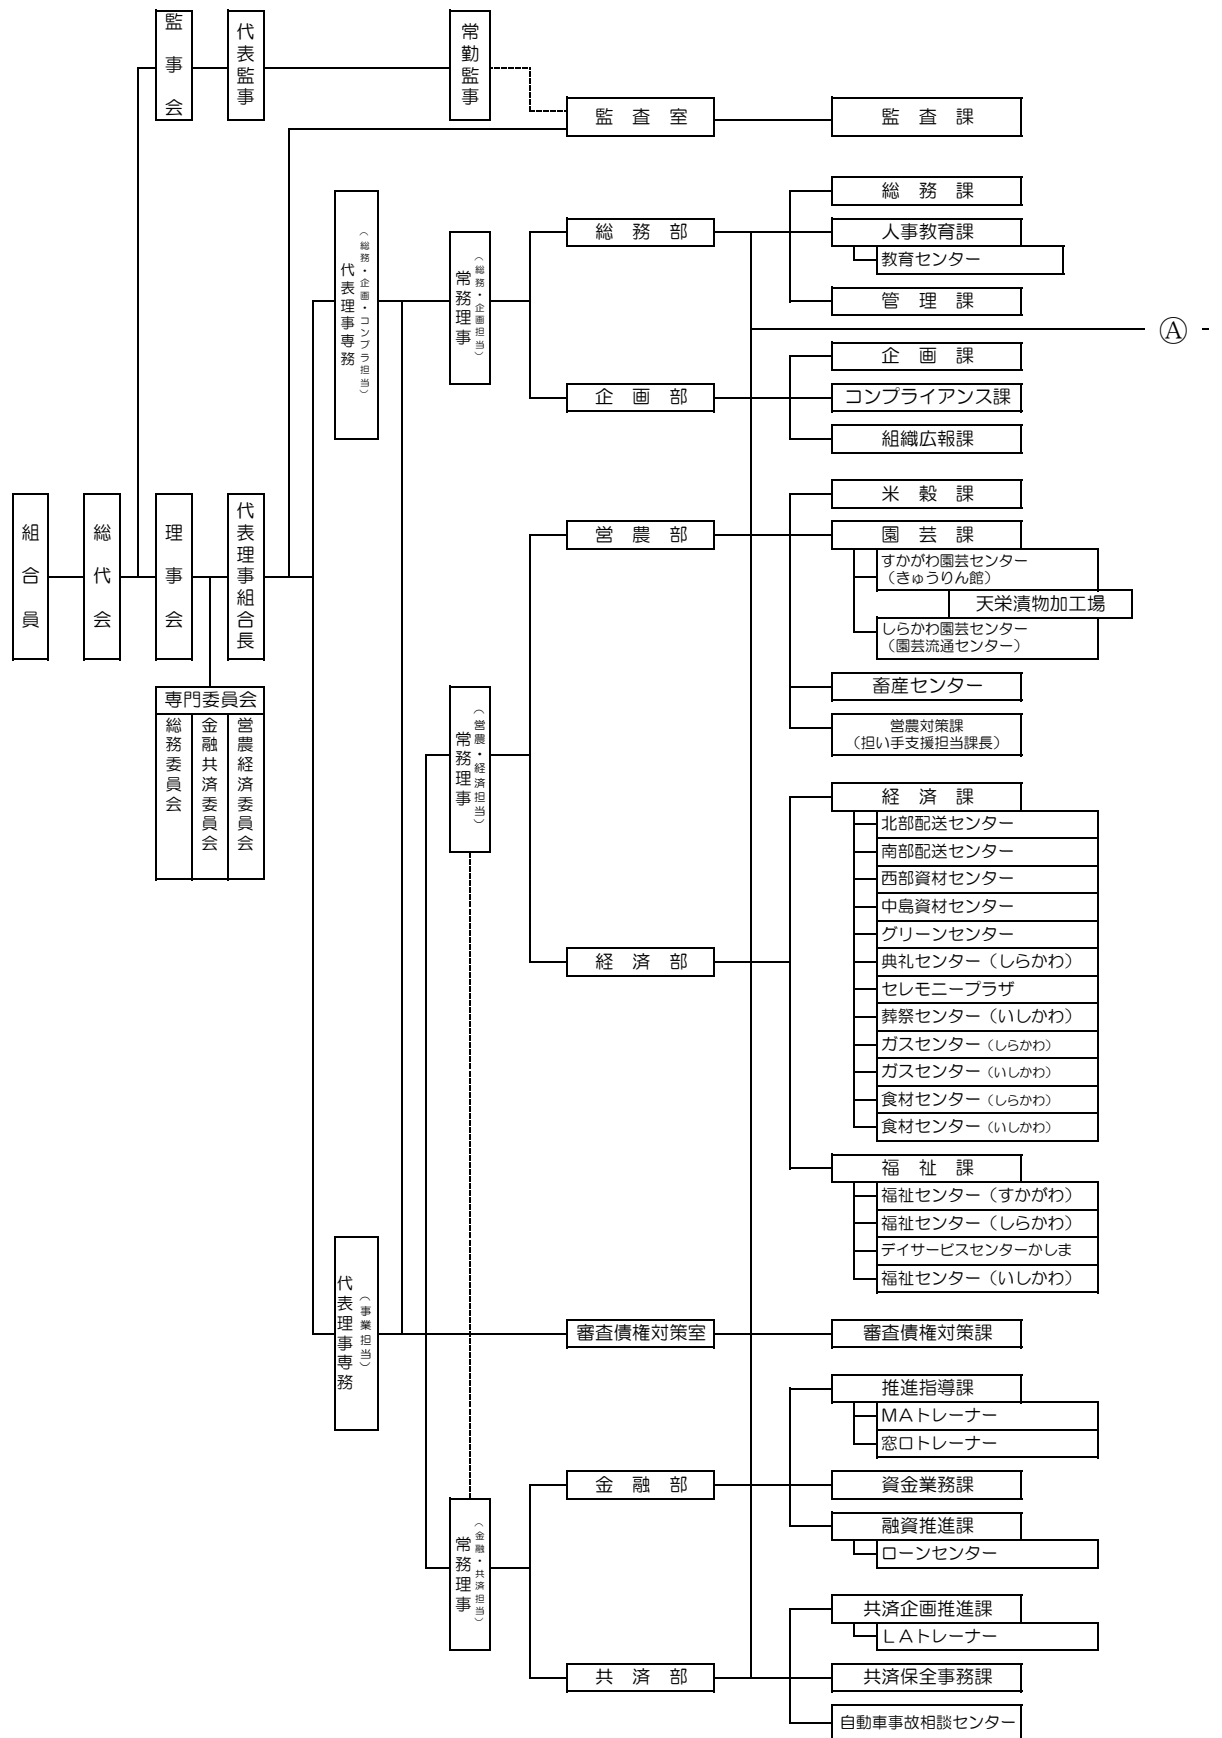 監事会
代表監事
常勤監事
監査室
監査課
総務課
代表理事専務
（総務・企画・コンプラ担当）
常務理事
（総務・企画担当）
総務部
人事教育課
教育センター
管理課
Ⓐ
企画課
企画部
コンプライアンス課
組織広報課
組合員
総代会
理事会
代表理事組合長
専門委員会
総務委員会
金融共済委員会
営農経済委員会
常務理事
（営農・経済担当）
営農部
米穀課
園芸課
すかがわ園芸センター
（きゅうりん館）
天栄漬物加工場
しらかわ園芸センター
（園芸流通センター）
畜産センター
営農対策課
（担い手支援担当課長）
経済部
経済課
北部配送センター
南部配送センター
西部資材センター
中島資材センター
グリーンセンター
典礼センター（しらかわ）
セレモニープラザ
葬祭センター（いしかわ）
ガスセンター（しらかわ）
ガスセンター（いしかわ）
食材センター（しらかわ）
食材センター（いしかわ）
福祉課
福祉センター（すかがわ）
福祉センター（しらかわ）
デイサービスセンターかしま
福祉センター（いしかわ）
代表理事専務
（事業担当）
審査債権対策室
審査債権対策課
常務理事
（金融・共済担当）
金融部
推進指導課
ＭＡトレーナー
窓口トレーナー
資金業務課
融資推進課
ローンセンター
共済部
共済企画推進課
ＬＡトレーナー
共済保全事務課
自動車事故相談センター